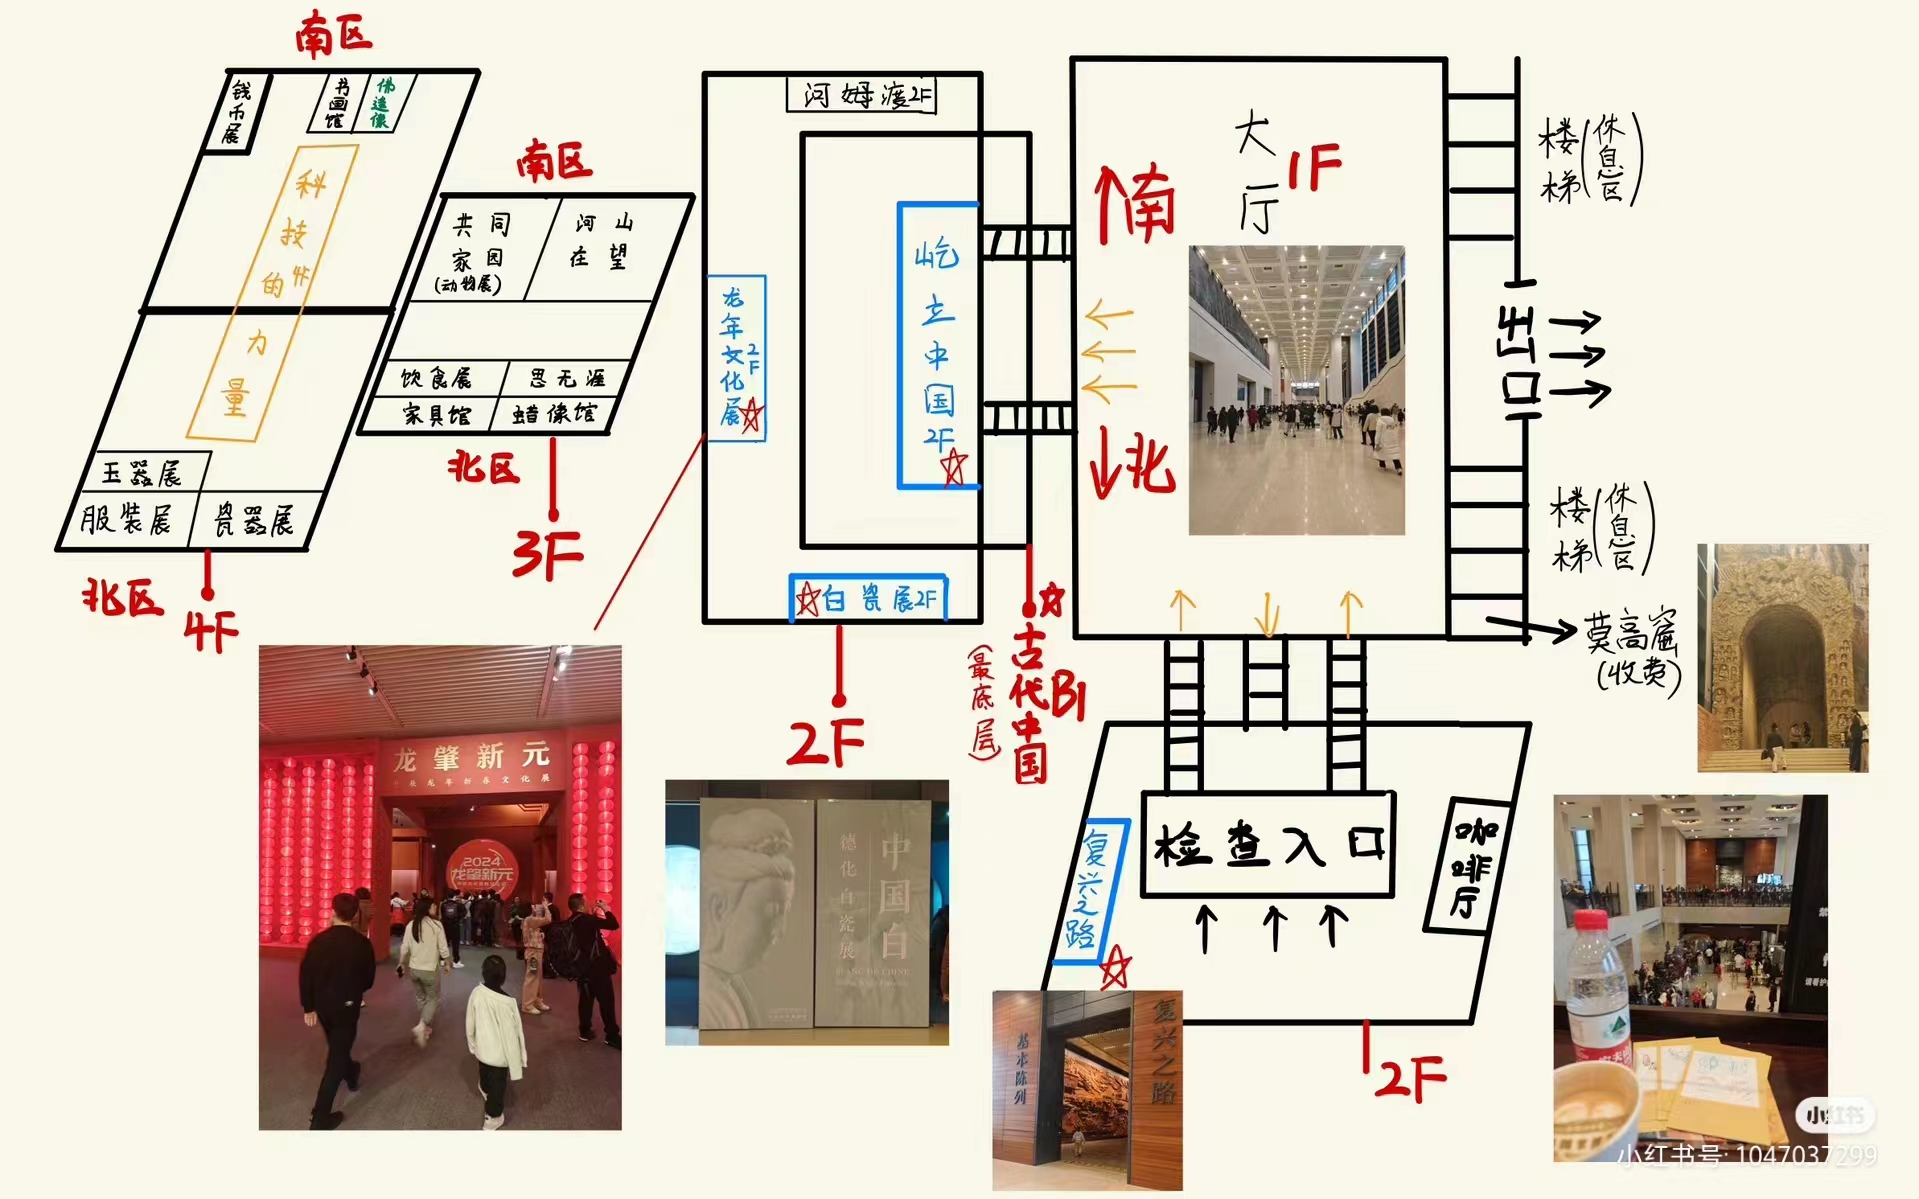 南区
钱币展
书画馆
佛造像
科技的力量
4F
玉器展
服装展
瓷器展
北区
4F
南区
共同
家园
(动物展)
河山
在望
饮食展
思无涯
家具馆
蜡像馆
北区
3F
河姆渡2F
屹立中国
2F
龙年文化展
2F
白瓷展2F
2F
古代中国
B1
(最底层)
大厅
1F
南
北
楼梯
(休息区)
出口
楼梯
(休息区)
莫高窟
(收费)
检查入口
复兴之路
咖啡厅
2F
龙肇新元
2024
龙肇新元
中国白
德化白瓷展
BLANC DE CHINE
复兴之路
基本陈列
小红书
小红书号: 1047037299